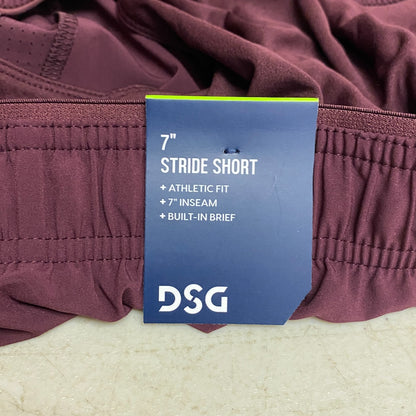 7"
STRIDE SHORT
+ ATHLETIC FIT
+ 7" INSEAM
+ BUILT-IN BRIEF
DSG